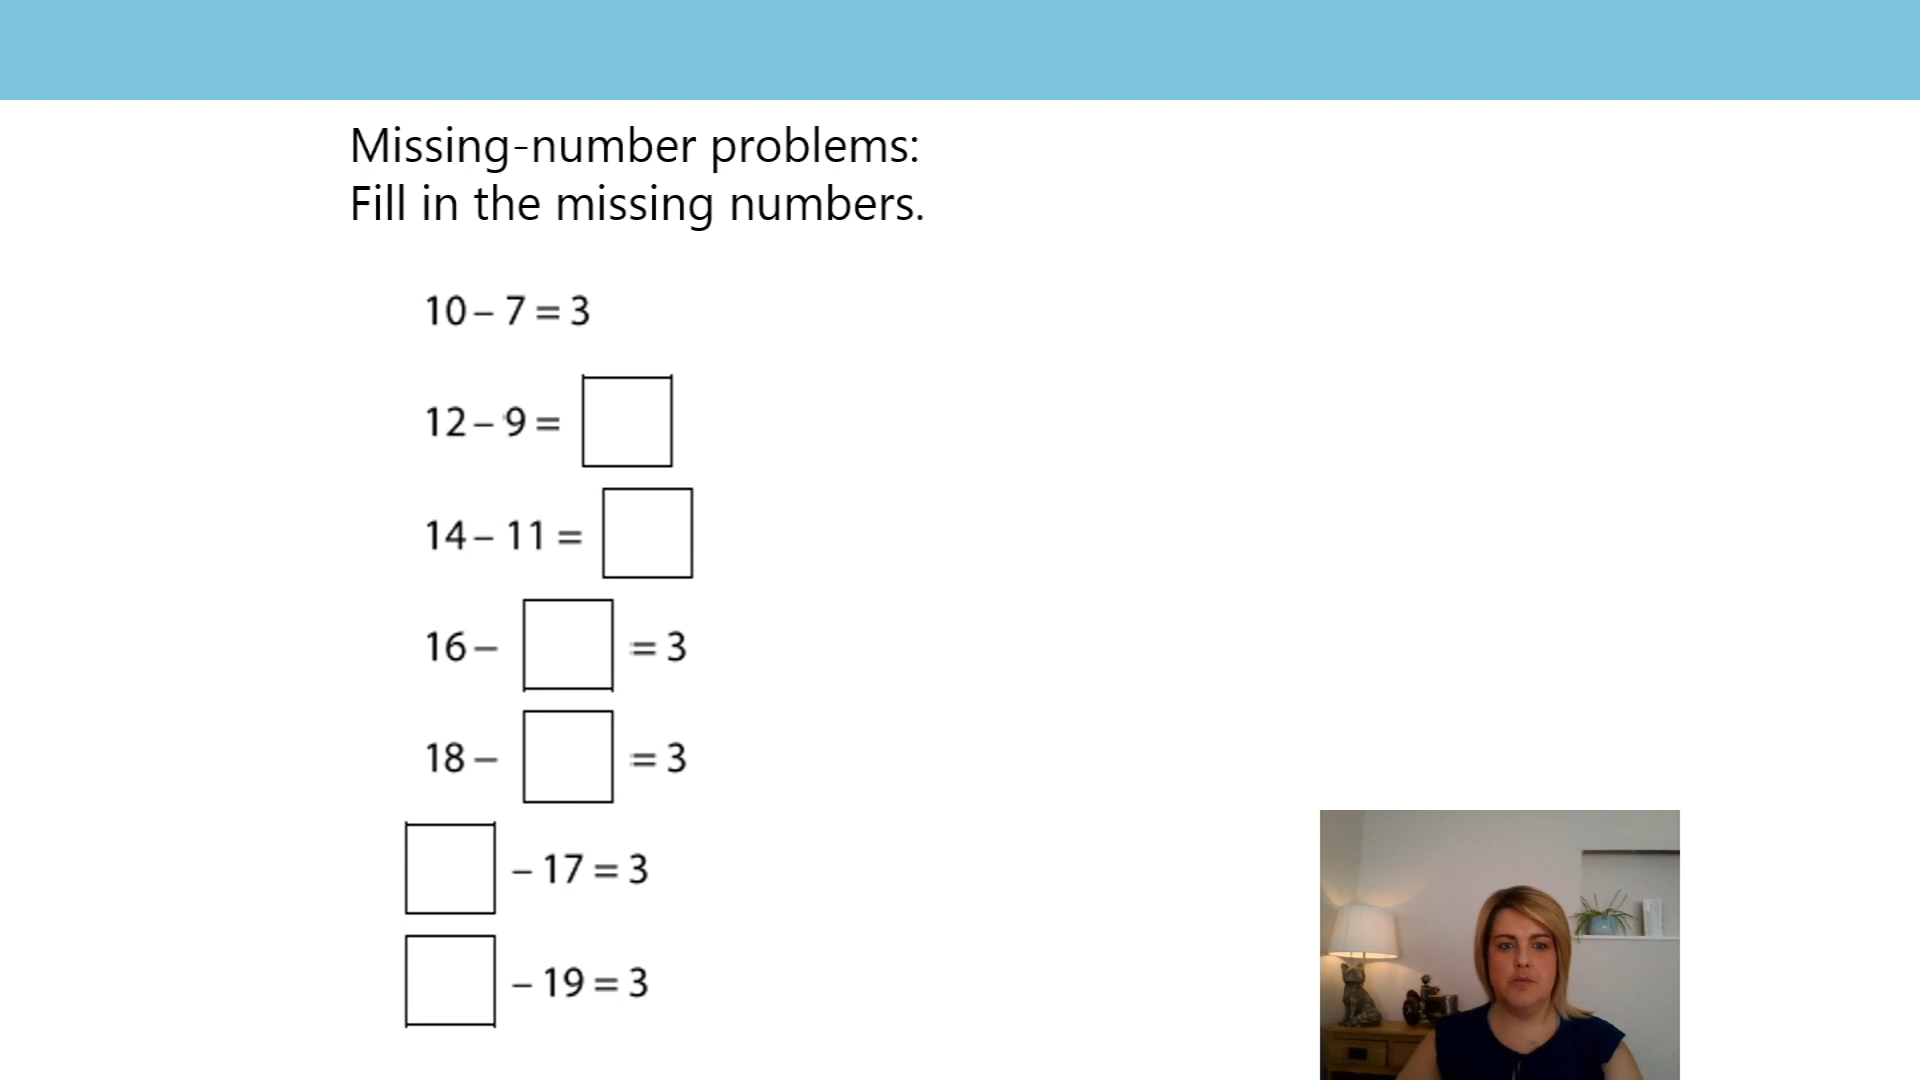 Missing-number problems:
Fill in the missing numbers.
10 – 7 = 3
12 – 9 =
14 – 11 =
16 – = 3
18 – = 3
– 17 = 3
– 19 = 3